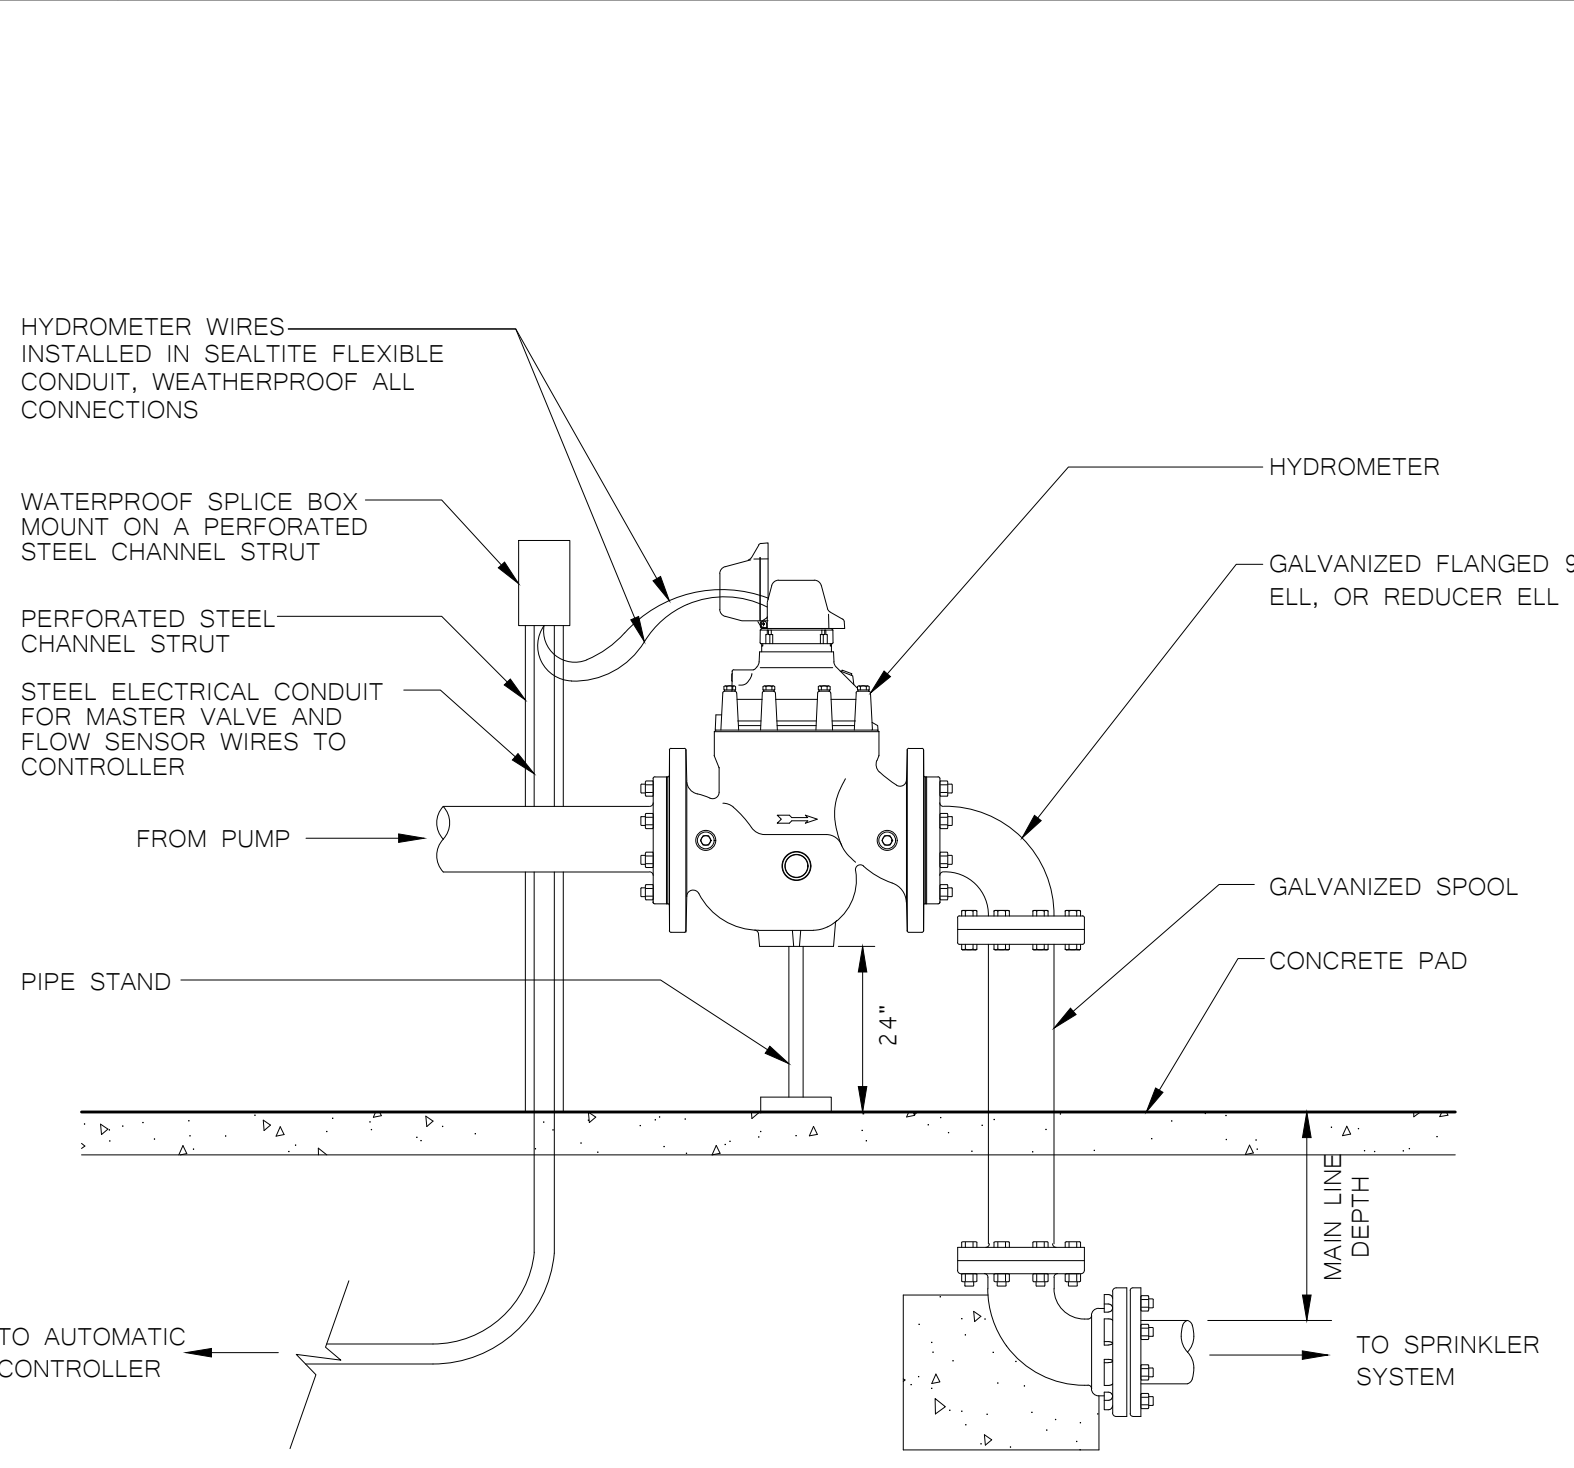 HYDROMETER WIRES
INSTALLED IN SEALTITE FLEXIBLE
CONDUIT, WEATHERPROOF ALL
CONNECTIONS
WATERPROOF SPLICE BOX
MOUNT ON A PERFORATED
STEEL CHANNEL STRUT
PERFORATED STEEL
CHANNEL STRUT
STEEL ELECTRICAL CONDUIT
FOR MASTER VALVE AND
FLOW SENSOR WIRES TO
CONTROLLER
FROM PUMP
PIPE STAND
TO AUTOMATIC
CONTROLLER
HYDROMETER
GALVANIZED FLANGED 9
ELL, OR REDUCER ELL
GALVANIZED SPOOL
CONCRETE PAD
24"
MAIN LINE
DEPTH
TO SPRINKLER
SYSTEM